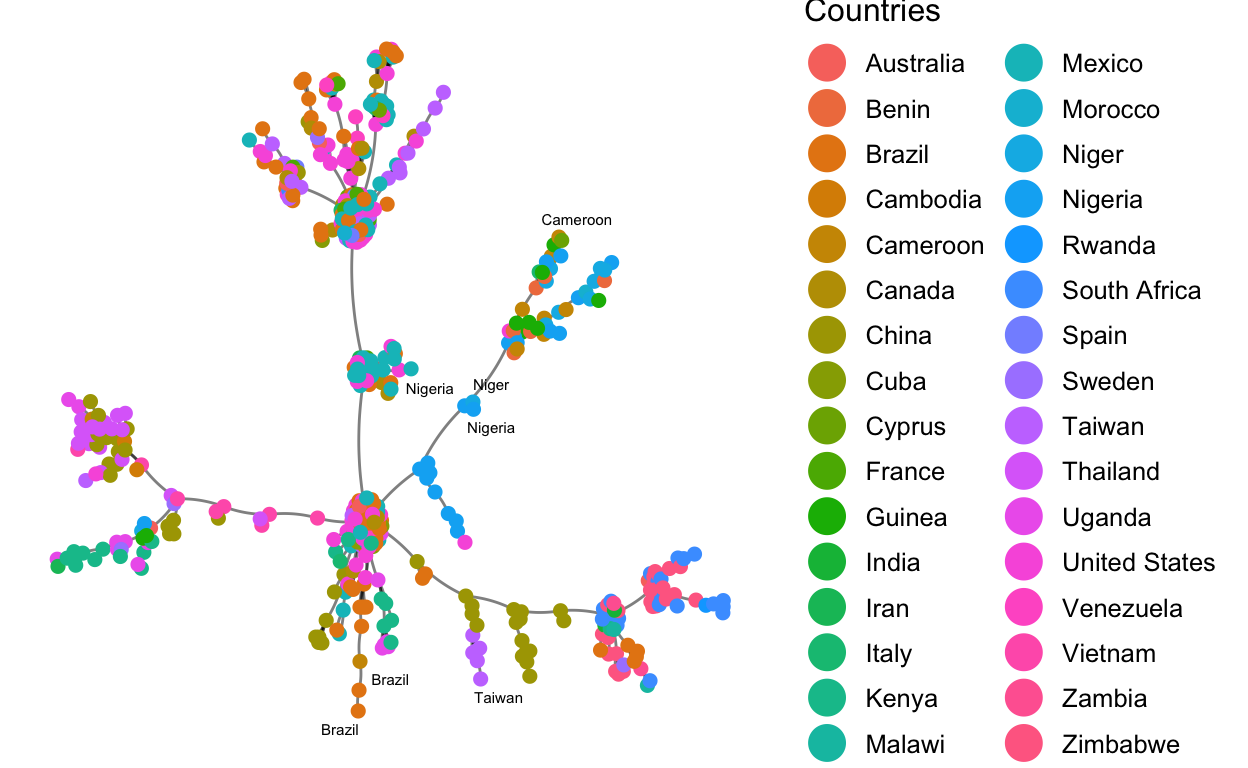 Countries
Australia
Benin
Brazil
Cambodia
Cameroon
Canada
China
Cuba
Cyprus
France
Guinea
India
Iran
Italy
Kenya
Malawi
Mexico
Morocco
Niger
Nigeria
Rwanda
South Africa
Spain
Sweden
Taiwan
Thailand
Uganda
United States
Venezuela
Vietnam
Zambia
Zimbabwe
Cameroon
Niger
Nigeria
Nigeria
Brazil
Taiwan
Brazil